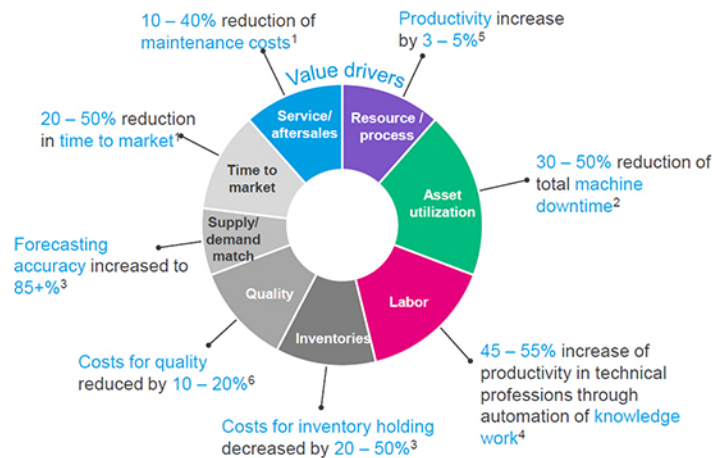 10 – 40% reduction of
maintenance costs¹
Productivity increase
by 3 – 5%⁵
Value drivers
20 – 50% reduction
in time to market¹
Service/
aftersales
Resource /
process
30 – 50% reduction of
total machine
downtime²
Time to
market
Asset
utilization
Supply/
demand
match
Forecasting
accuracy increased to
85+%³
Quality
Labor
Inventories
Costs for quality
reduced by 10 – 20%⁶
45 – 55% increase of
productivity in technical
professions through
automation of knowledge
work⁴
Costs for inventory holding
decreased by 20 – 50%³